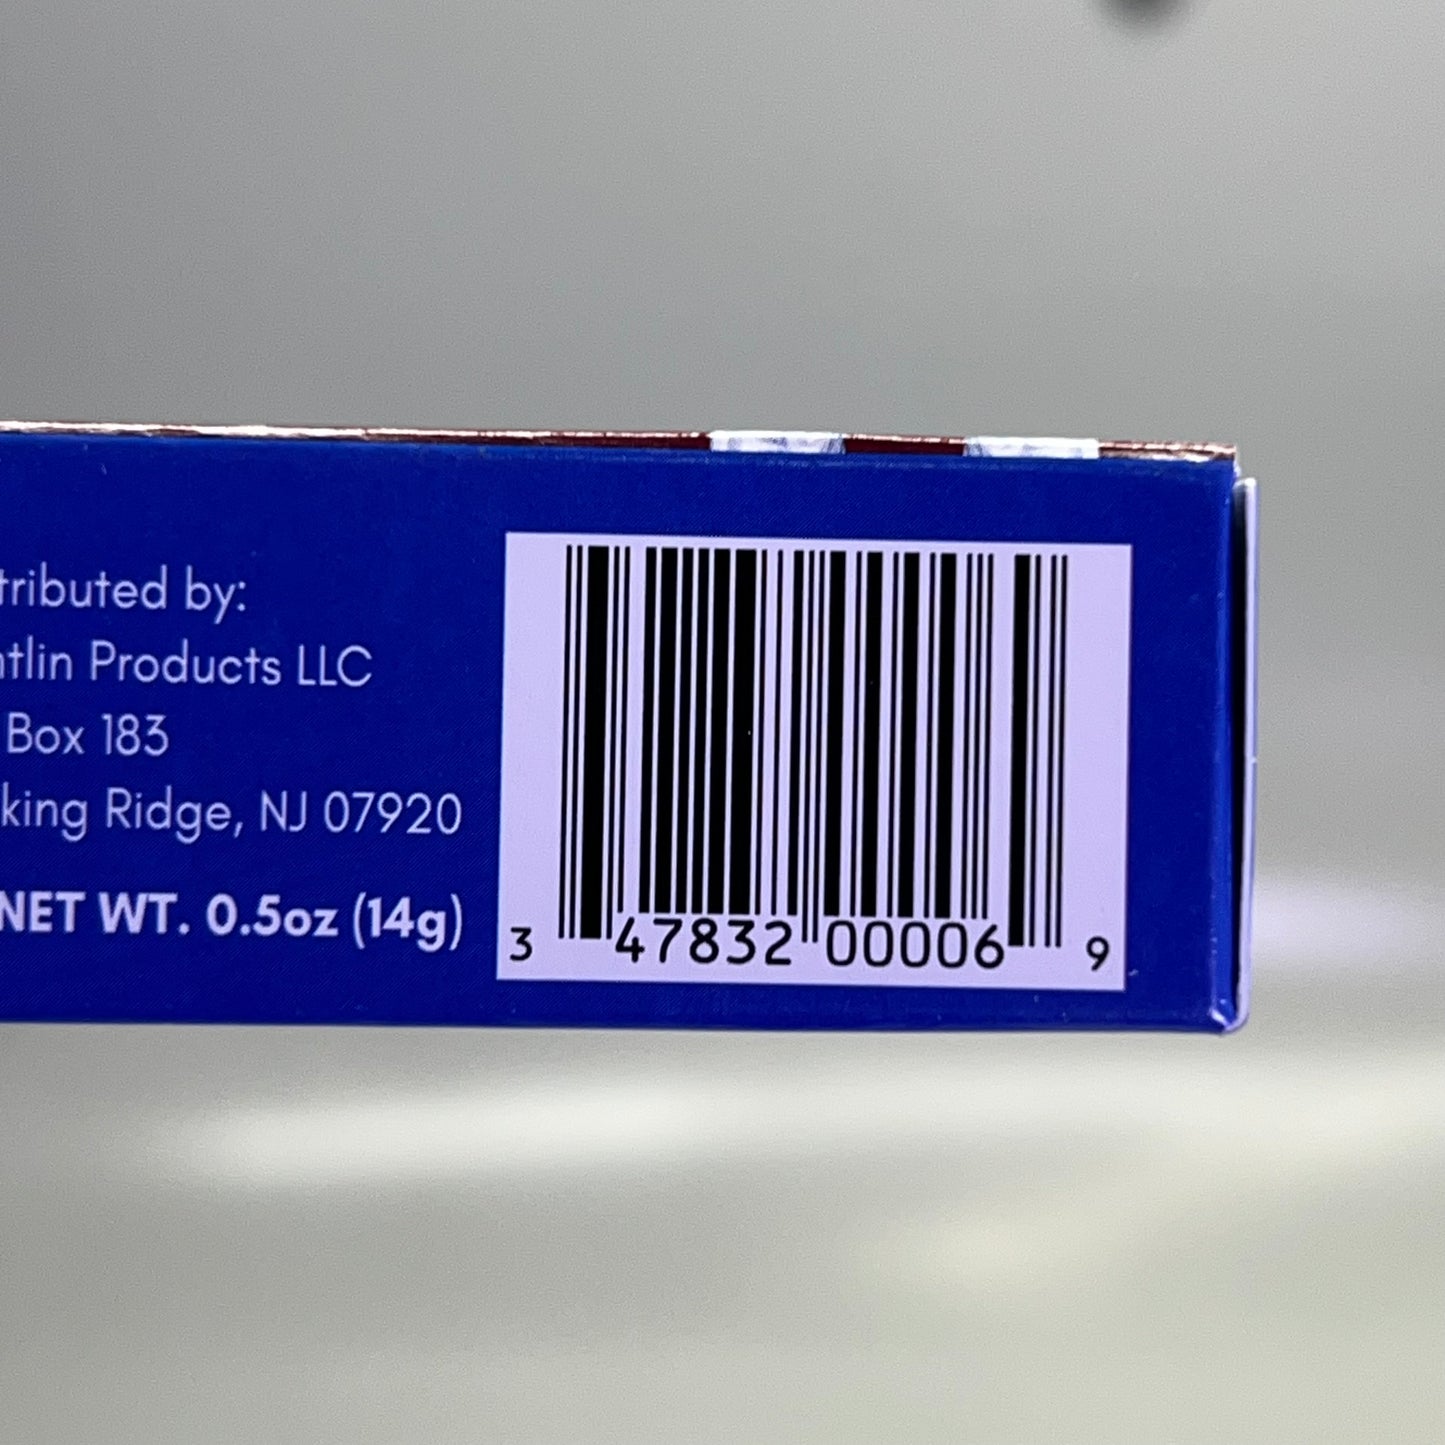 tributed by:
tlin Products LLC
Box 183
king Ridge, NJ 07920
NET WT. 0.5oz (14g)
3 47832 00006 9